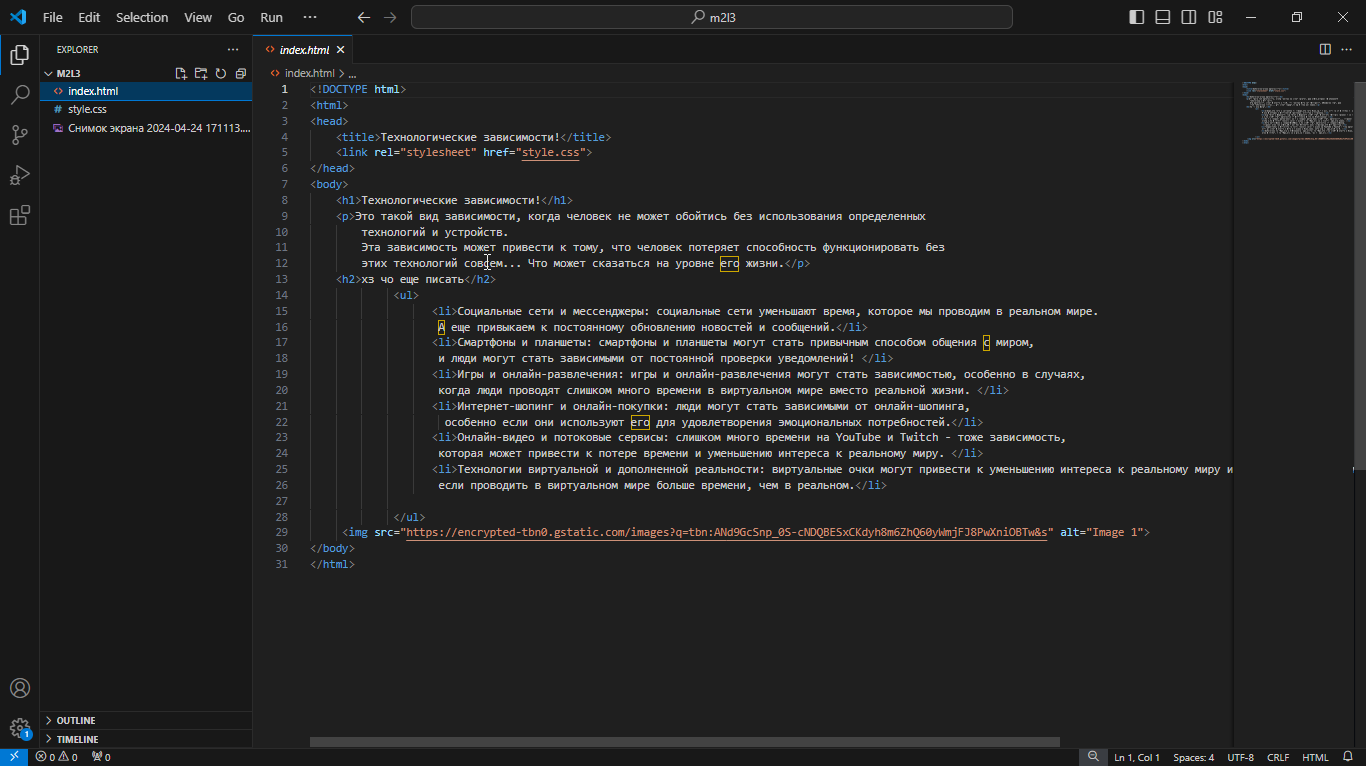 File Edit Selection View Go Run ··· m2l3
EXPLORER ···
M2L3
index.html
style.css
Снимок экрана 2024-04-24 171113....
OUTLINE
TIMELINE
index.html
index.html > ...
1 <!DOCTYPE html>
2 <html>
3 <head>
4 <title>Технологические зависимости!</title>
5 <link rel="stylesheet" href="style.css">
6 </head>
7 <body>
8 <h1>Технологические зависимости!</h1>
9 <p>Это такой вид зависимости, когда человек не может обойтись без использования определенных
10 технологий и устройств.
11 Эта зависимость может привести к тому, что человек потеряет способность функционировать без
12 этих технологий совсем... Что может сказаться на уровне его жизни.</p>
13 <h2>хз чо еще писать</h2>
14 <ul>
15 <li>Социальные сети и мессенджеры: социальные сети уменьшают время, которое мы проводим в реальном мире.
16 А еще привыкаем к постоянному обновлению новостей и сообщений.</li>
17 <li>Смартфоны и планшеты: смартфоны и планшеты могут стать привычным способом общения с миром,
18 и люди могут стать зависимыми от постоянной проверки уведомлений! </li>
19 <li>Игры и онлайн-развлечения: игры и онлайн-развлечения могут стать зависимостью, особенно в случаях,
20 когда люди проводят слишком много времени в виртуальном мире вместо реальной жизни. </li>
21 <li>Интернет-шопинг и онлайн-покупки: люди могут стать зависимыми от онлайн-шопинга,
22 особенно если они используют его для удовлетворения эмоциональных потребностей.</li>
23 <li>Онлайн-видео и потоковые сервисы: слишком много времени на YouTube и Twitch - тоже зависимость,
24 которая может привести к потере времени и уменьшению интереса к реальному миру. </li>
25 <li>Технологии виртуальной и дополненной реальности: виртуальные очки могут привести к уменьшению интереса к реальному миру и
26 если проводить в виртуальном мире больше времени, чем в реальном.</li>
27
28 </ul>
29 <img src="https://encrypted-tbn0.gstatic.com/images?q=tbn:ANd9GcSnp_0S-cNDQBESxCKdyh8m6ZhQ60yWmjFJ8PwXniOBTw&s" alt="Image 1">
30 </body>
31 </html>
1
0 0 0 Ln 1, Col 1 Spaces: 4 UTF-8 CRLF HTML